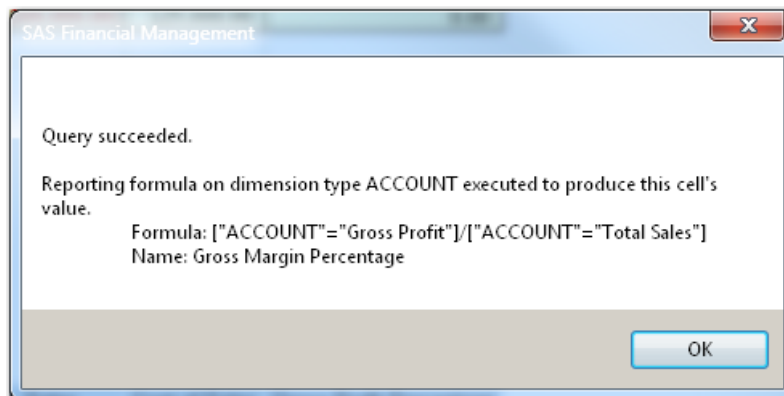 SAS Financial Management
Query succeeded.
Reporting formula on dimension type ACCOUNT executed to produce this cell's
value.
Formula: ["ACCOUNT"="Gross Profit"]/["ACCOUNT"="Total Sales"]
Name: Gross Margin Percentage
OK